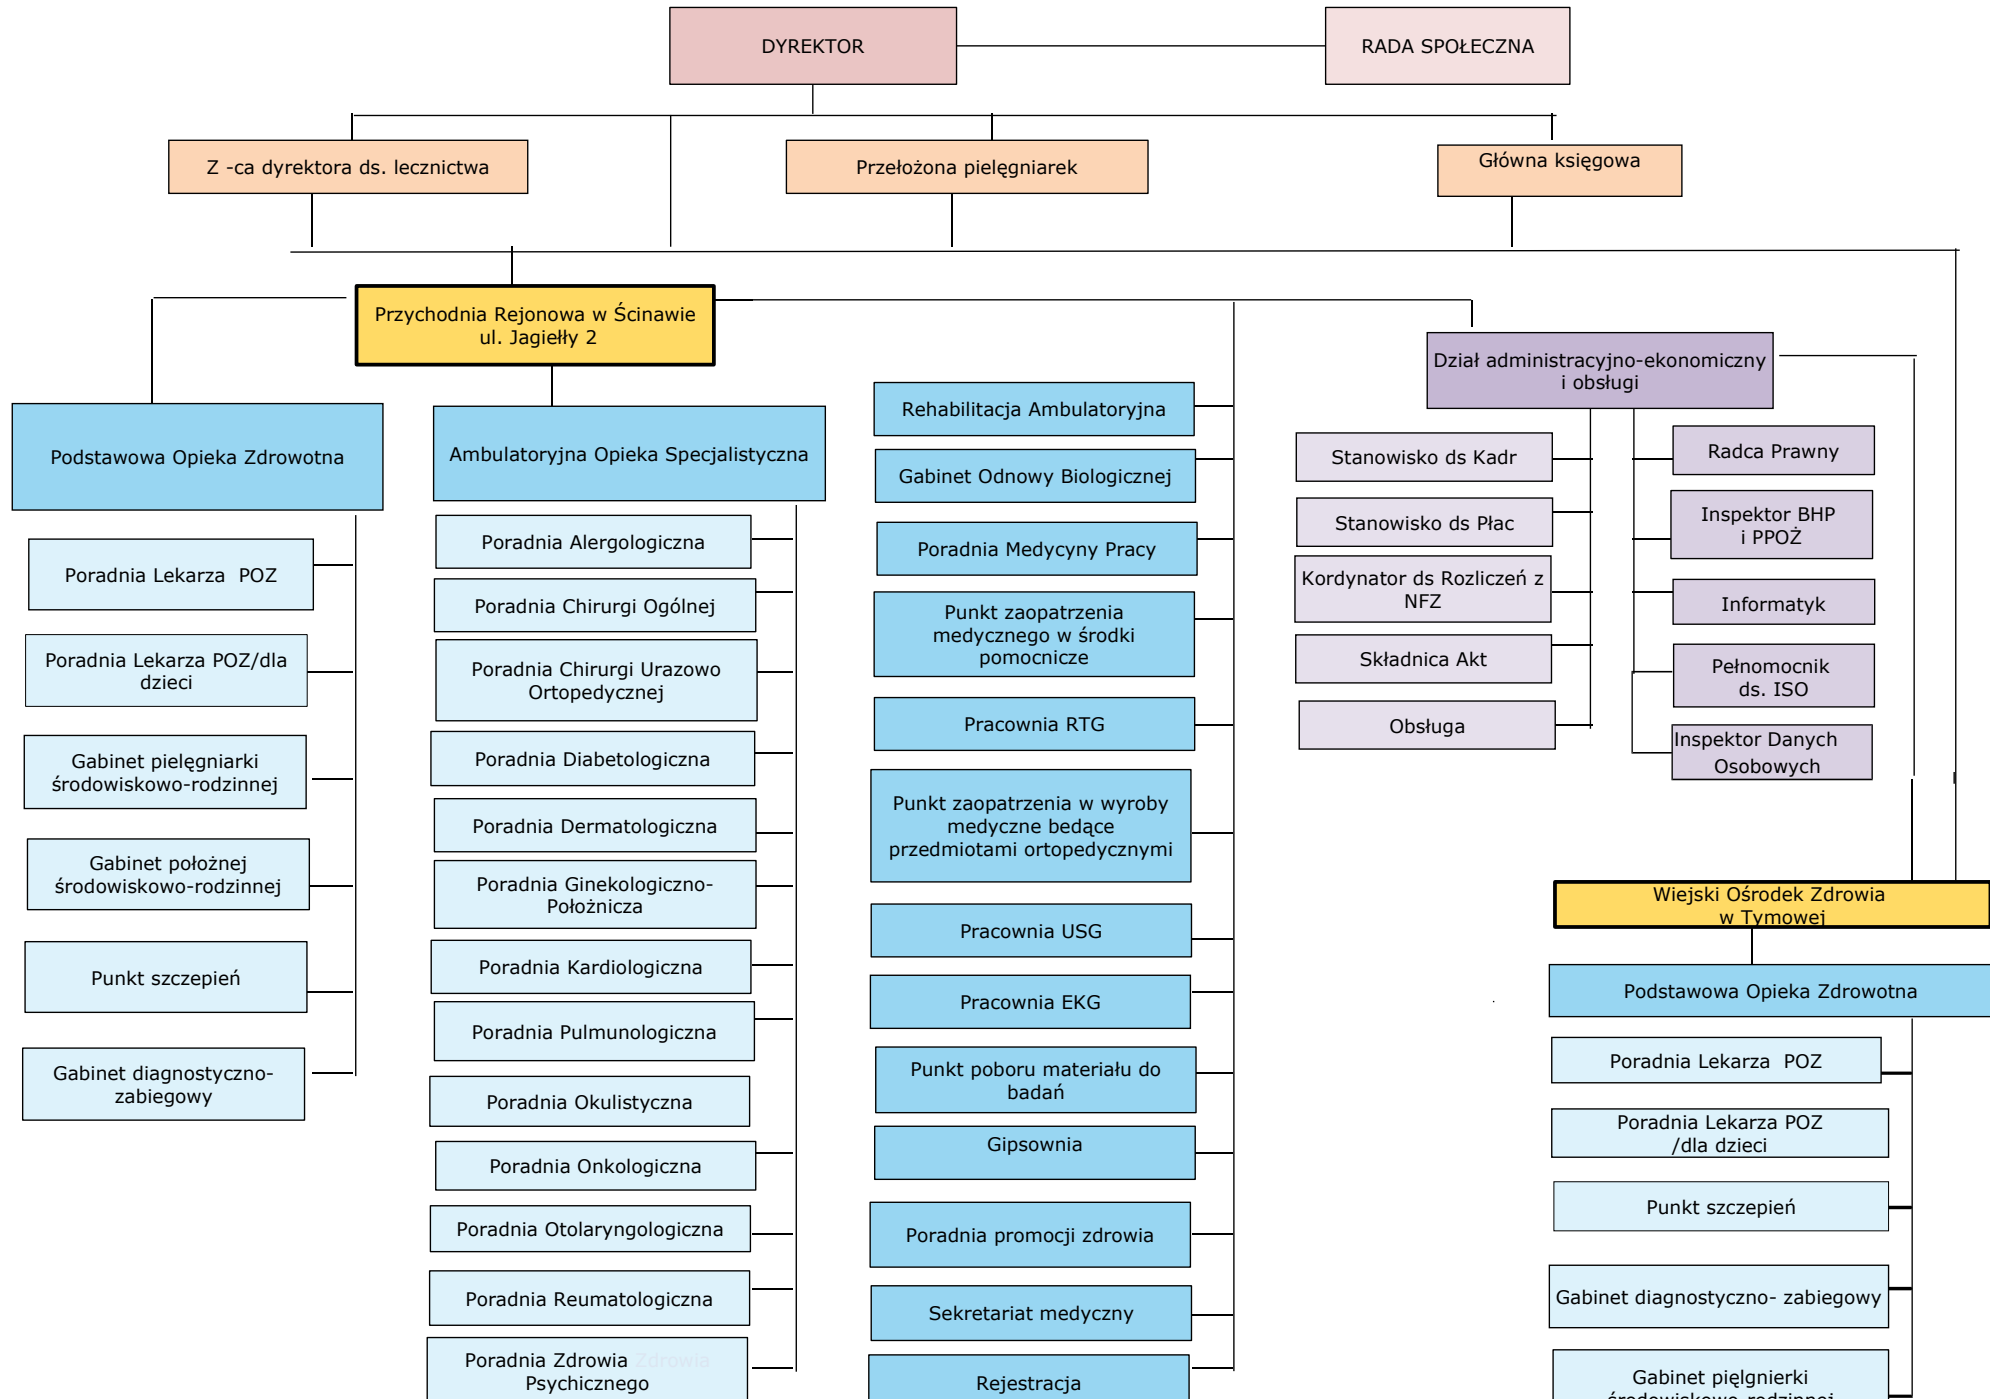 DYREKTOR
RADA SPOŁECZNA
Z -ca dyrektora ds. lecznictwa
Przełożona pielęgniarek
Główna księgowa
Przychodnia Rejonowa w Ścinawie
ul. Jagiełły 2
Dział administracyjno-ekonomiczny
i obsługi
Podstawowa Opieka Zdrowotna
Poradnia Lekarza POZ
Poradnia Lekarza POZ/dla
dzieci
Gabinet pielęgniarki
środowiskowo-rodzinnej
Gabinet położnej
środowiskowo-rodzinnej
Punkt szczepień
Gabinet diagnostyczno-
zabiegowy
Ambulatoryjna Opieka Specjalistyczna
Poradnia Alergologiczna
Poradnia Chirurgi Ogólnej
Poradnia Chirurgi Urazowo
Ortopedycznej
Poradnia Diabetologiczna
Poradnia Dermatologiczna
Poradnia Ginekologiczno-
Położnicza
Poradnia Kardiologiczna
Poradnia Pulmunologiczna
Poradnia Okulistyczna
Poradnia Onkologiczna
Poradnia Otolaryngologiczna
Poradnia Reumatologiczna
Poradnia Zdrowia Zdrowia
Psychicznego
Rehabilitacja Ambulatoryjna
Gabinet Odnowy Biologicznej
Poradnia Medycyny Pracy
Punkt zaopatrzenia
medycznego w środki
pomocnicze
Pracownia RTG
Punkt zaopatrzenia w wyroby
medyczne bedące
przedmiotami ortopedycznymi
Pracownia USG
Pracownia EKG
Punkt poboru materiału do
badań
Gipsownia
Poradnia promocji zdrowia
Sekretariat medyczny
Rejestracja
Stanowisko ds Kadr
Stanowisko ds Płac
Kordynator ds Rozliczeń z
NFZ
Składnica Akt
Obsługa
Radca Prawny
Inspektor BHP
i PPOŻ
Informatyk
Pełnomocnik
ds. ISO
Inspektor Danych
Osobowych
Wiejski Ośrodek Zdrowia
w Tymowej
Podstawowa Opieka Zdrowotna
Poradnia Lekarza POZ
Poradnia Lekarza POZ
/dla dzieci
Punkt szczepień
Gabinet diagnostyczno- zabiegowy
Gabinet pięlgnierki
środowiskowo-rodzinnej